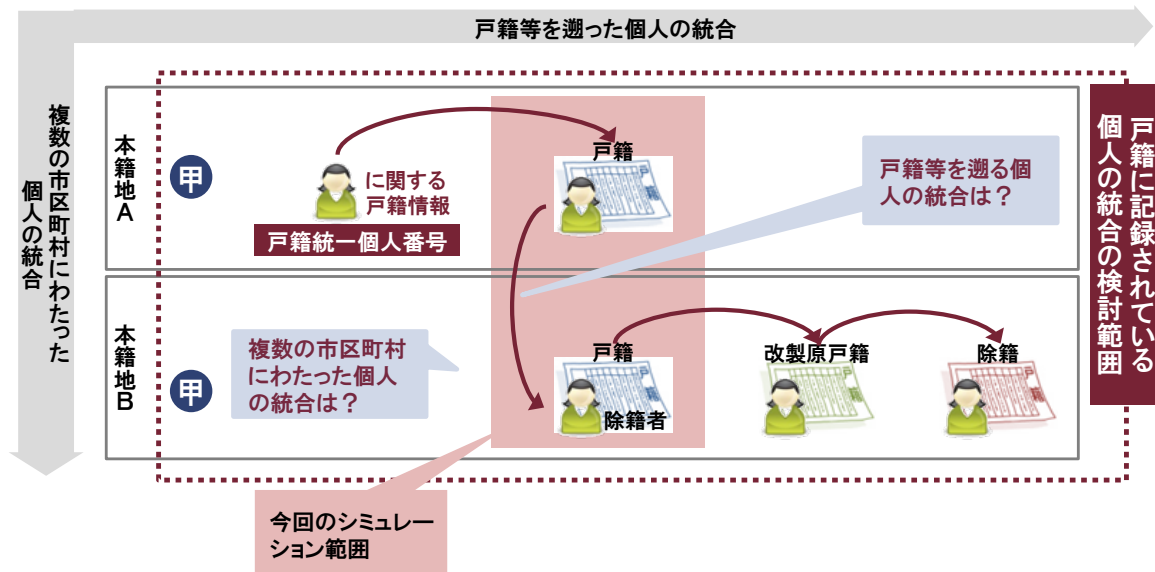 戸籍等を遡った個人の統合
複数の市区町村にわたった
個人の統合
本籍地A
甲
に関する
戸籍情報
戸籍統一個人番号
戸籍
戸籍等を遡る個
人の統合は？
戸籍に記録されている
個人の統合の検討範囲
本籍地B
甲
複数の市区町村
にわたった個人
の統合は？
戸籍
除籍者
改製原戸籍
除籍
今回のシミュレー
ション範囲